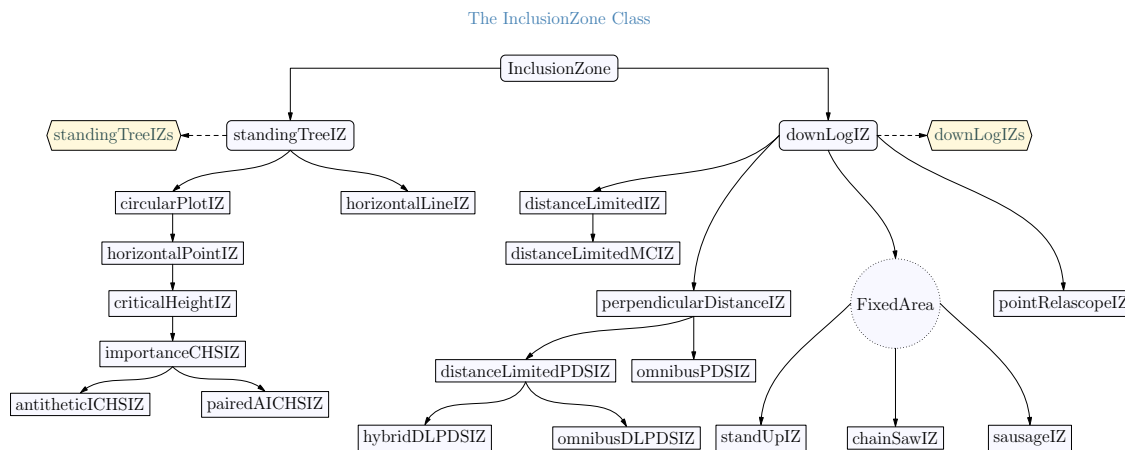 The InclusionZone Class
InclusionZone
standingTreeIZs
standingTreeIZ
downLogIZ
downLogIZs
circularPlotIZ
horizontalLineIZ
distanceLimitedIZ
horizontalPointIZ
distanceLimitedMCIZ
criticalHeightIZ
perpendicularDistanceIZ
FixedArea
pointRelascopeIZ
importanceCHSIZ
distanceLimitedPDSIZ
omnibusPDSIZ
antitheticICHSIZ
pairedAICHSIZ
hybridDLPDSIZ
omnibusDLPDSIZ
standUpIZ
chainSawIZ
sausageIZ